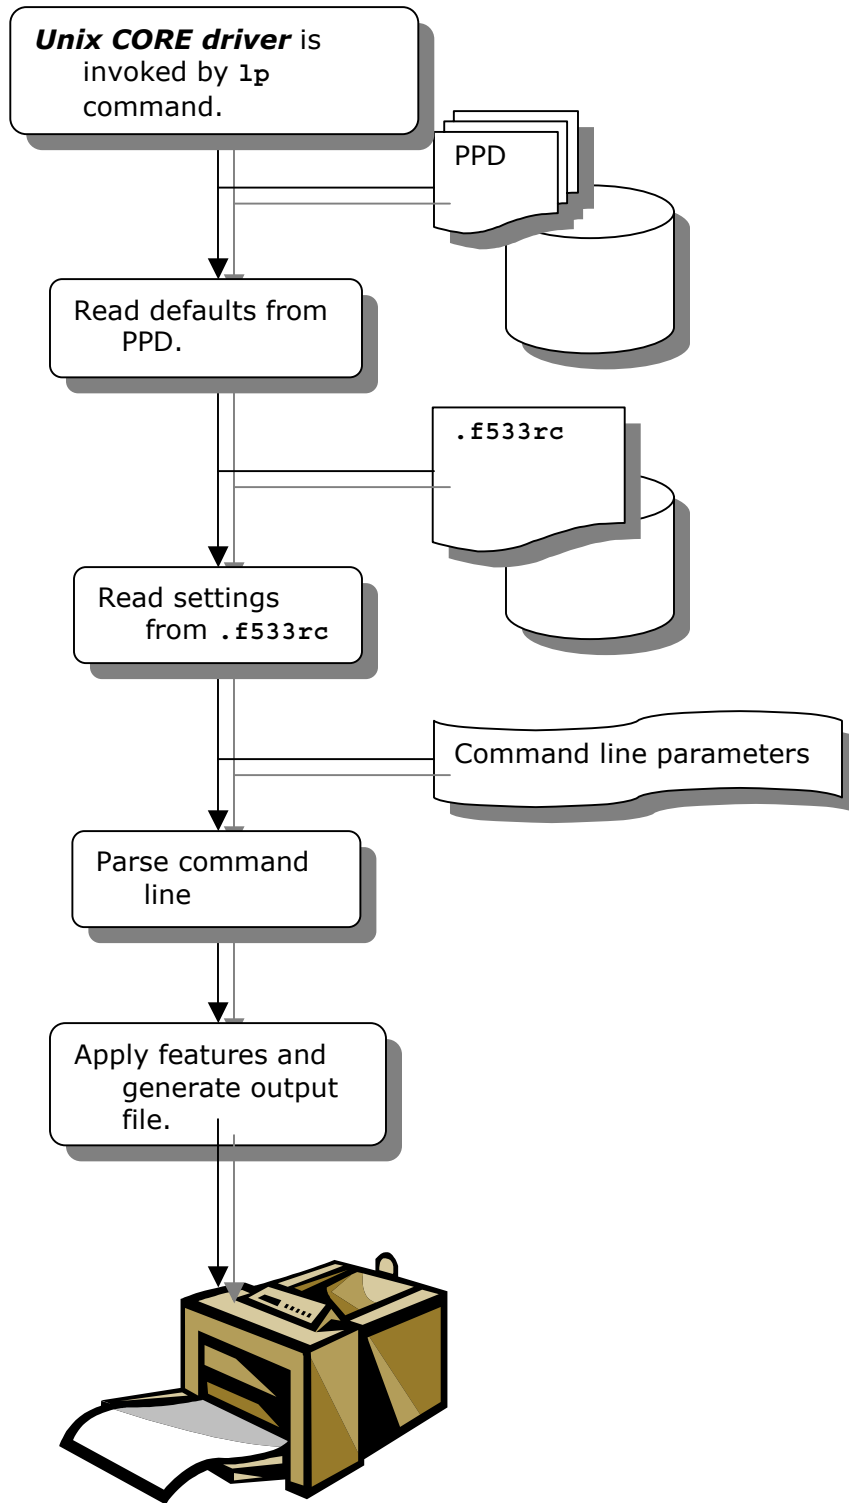 Unix CORE driver is
invoked by lp
command.
PPD
Read defaults from
PPD.
.f533rc
Read settings
from .f533rc
Command line parameters
Parse command
line
Apply features and
generate output
file.